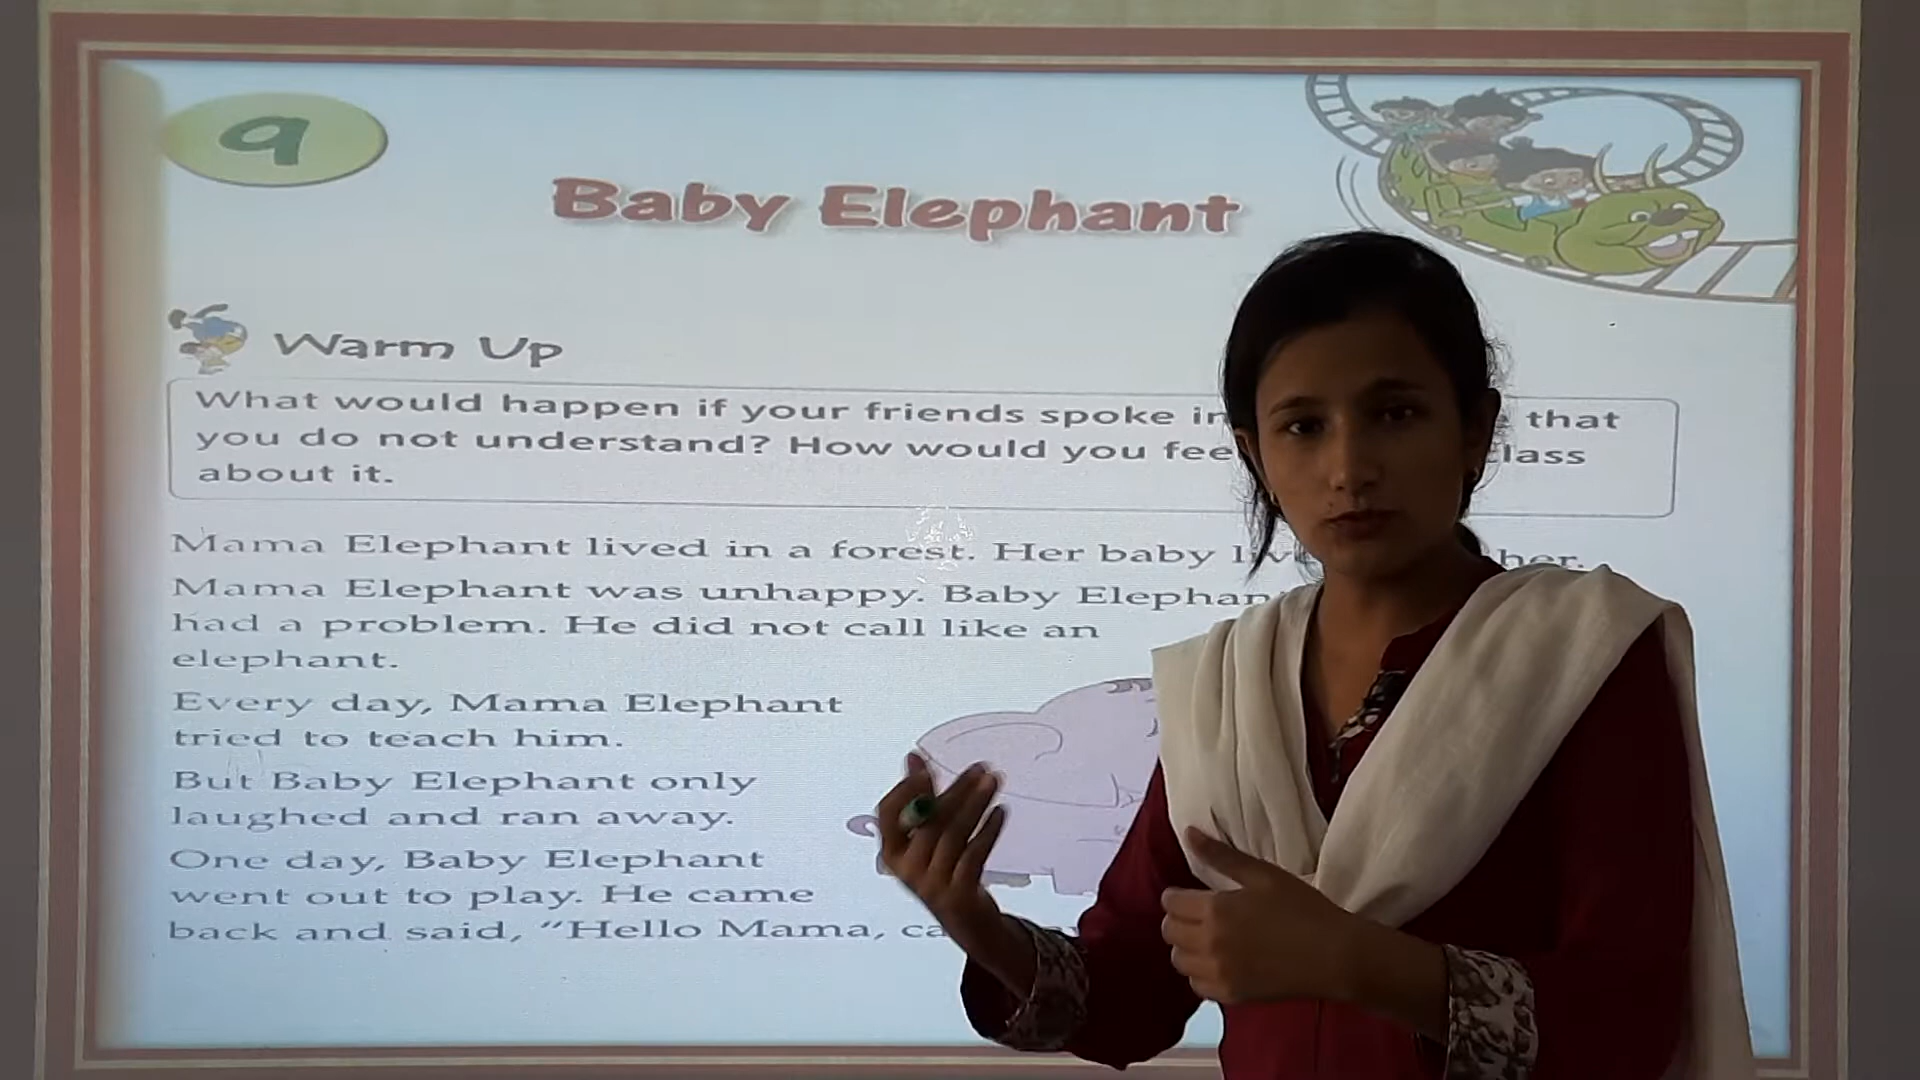 9
Baby Elephant
Warm Up
What would happen if your friends spoke in that
you do not understand? How would you class
about it.
Mama Elephant lived in a forest. Her baby her.
Mama Elephant was unhappy. Baby Elephant
had a problem. He did not call like an
elephant.
Every day, Mama Elephant
tried to teach him.
But Baby Elephant only
laughed and ran away.
One day, Baby Elephant
went out to play. He came
back and said, “Hello Mama,